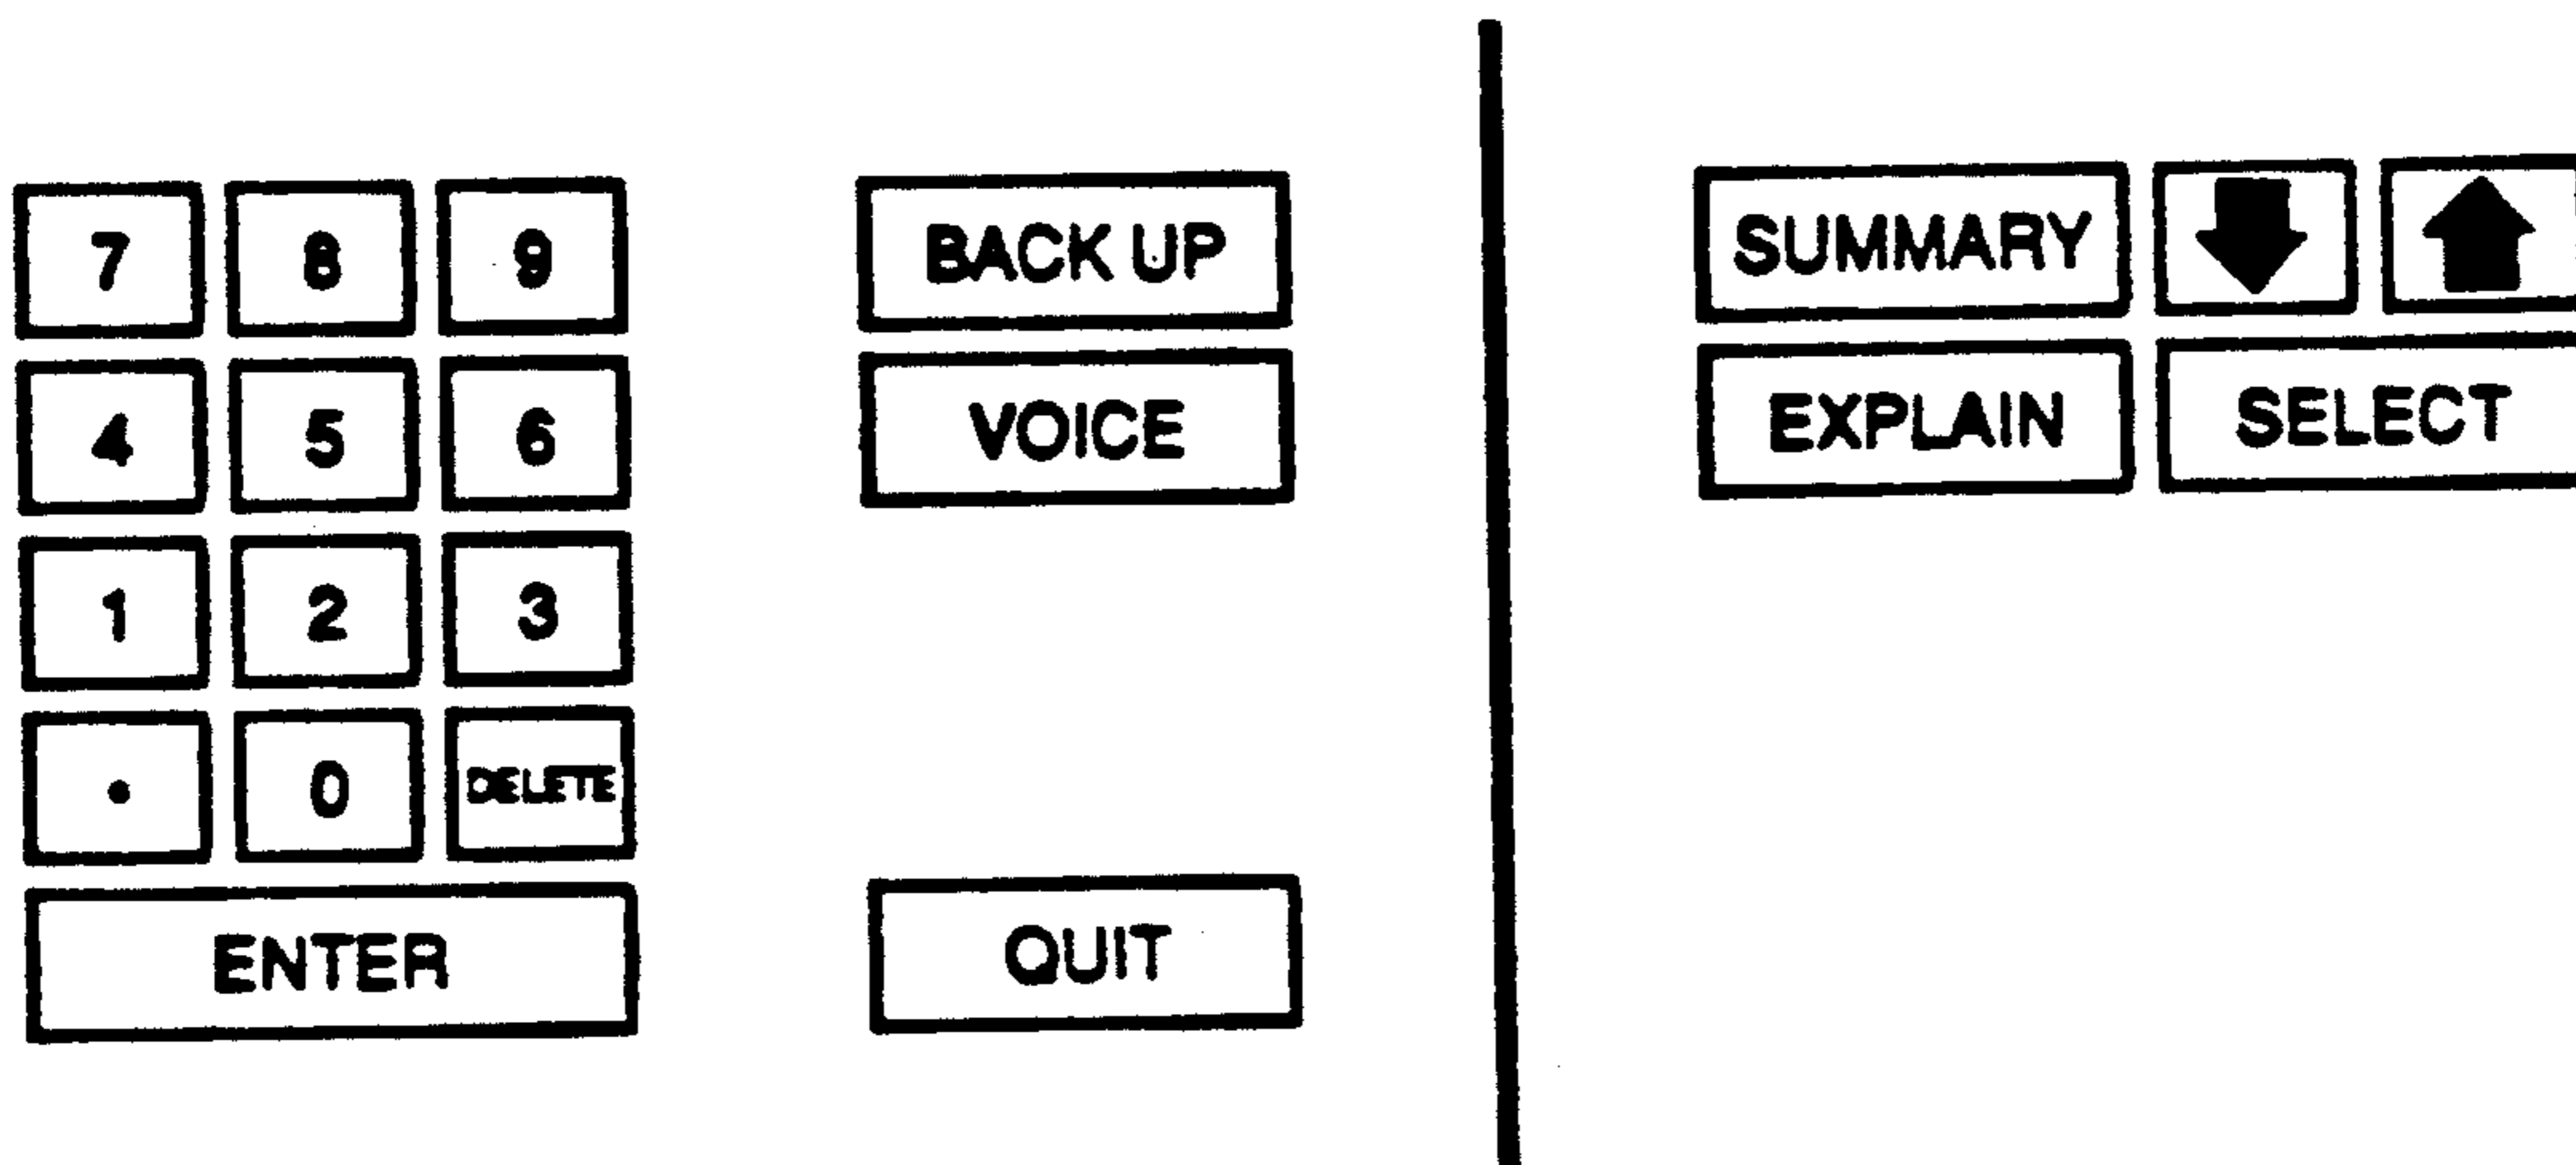 7 8 9 BACK UP SUMMARY
4 5 6 VOICE EXPLAIN SELECT
1 2 3
. 0 DELETE
ENTER QUIT